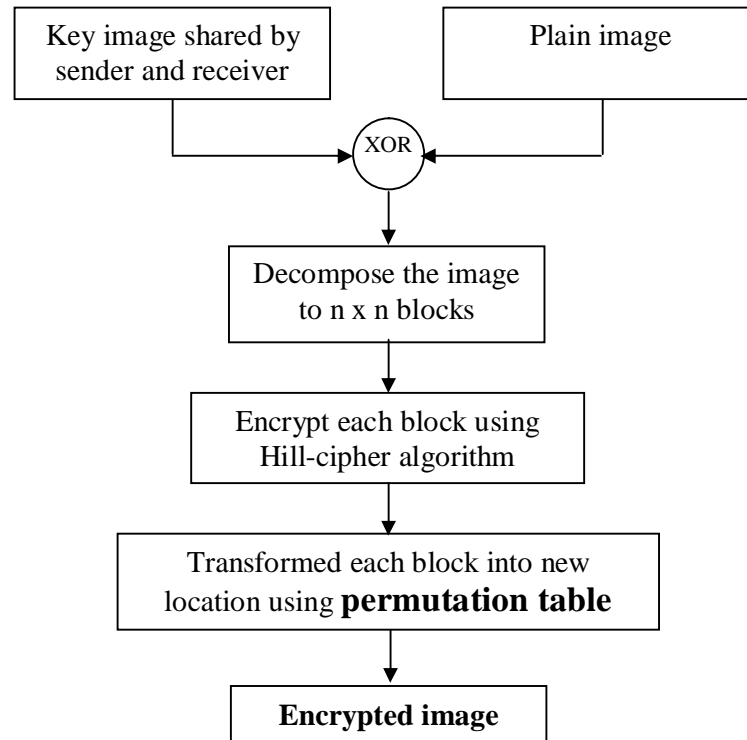 Key image shared by
sender and receiver
Plain image
XOR
Decompose the image
to n x n blocks
Encrypt each block using
Hill-cipher algorithm
Transformed each block into new
location using permutation table
Encrypted image